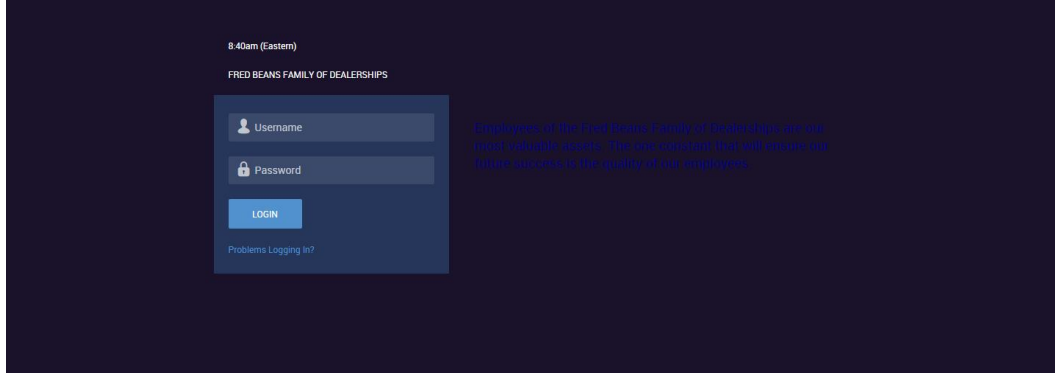 8:40am (Eastern)
FRED BEANS FAMILY OF DEALERSHIPS
Username
Password
LOGIN
Problems Logging In?
Employees of the Fred Beans Family of Dealerships are our
most valuable assets. The one constant that will ensure our
future success is the quality of our employees.